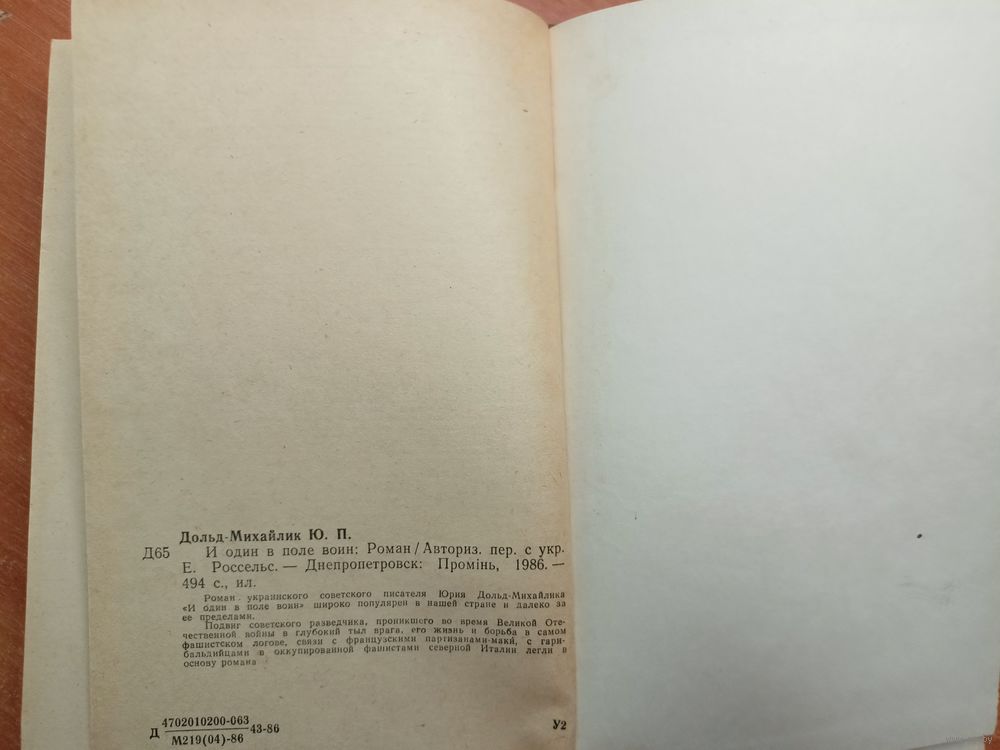 Дольд-Михайлик Ю. П.
Д65 И один в поле воин: Роман/Авториз. пер. с укр.
Е. Россельс. — Днепропетровск: Промiнь, 1986. —
494 с., ил.
Роман украинского советского писателя Юрия Дольд-Михайлика
«И один в поле воин» широко популярен в нашей стране и далеко за
ее пределами.
Подвиг советского разведчика, проникшего во время Великой Оте-
чественной войны в глубокий тыл врага, его жизнь и борьба в самом
фашистском логове, связи с французскими партизанами-маки, с гари-
бальдийцами в оккупированной фашистами северной Италии легли в
основу романа
Д 4702010200-063
М219(04)-86
43-86
У2